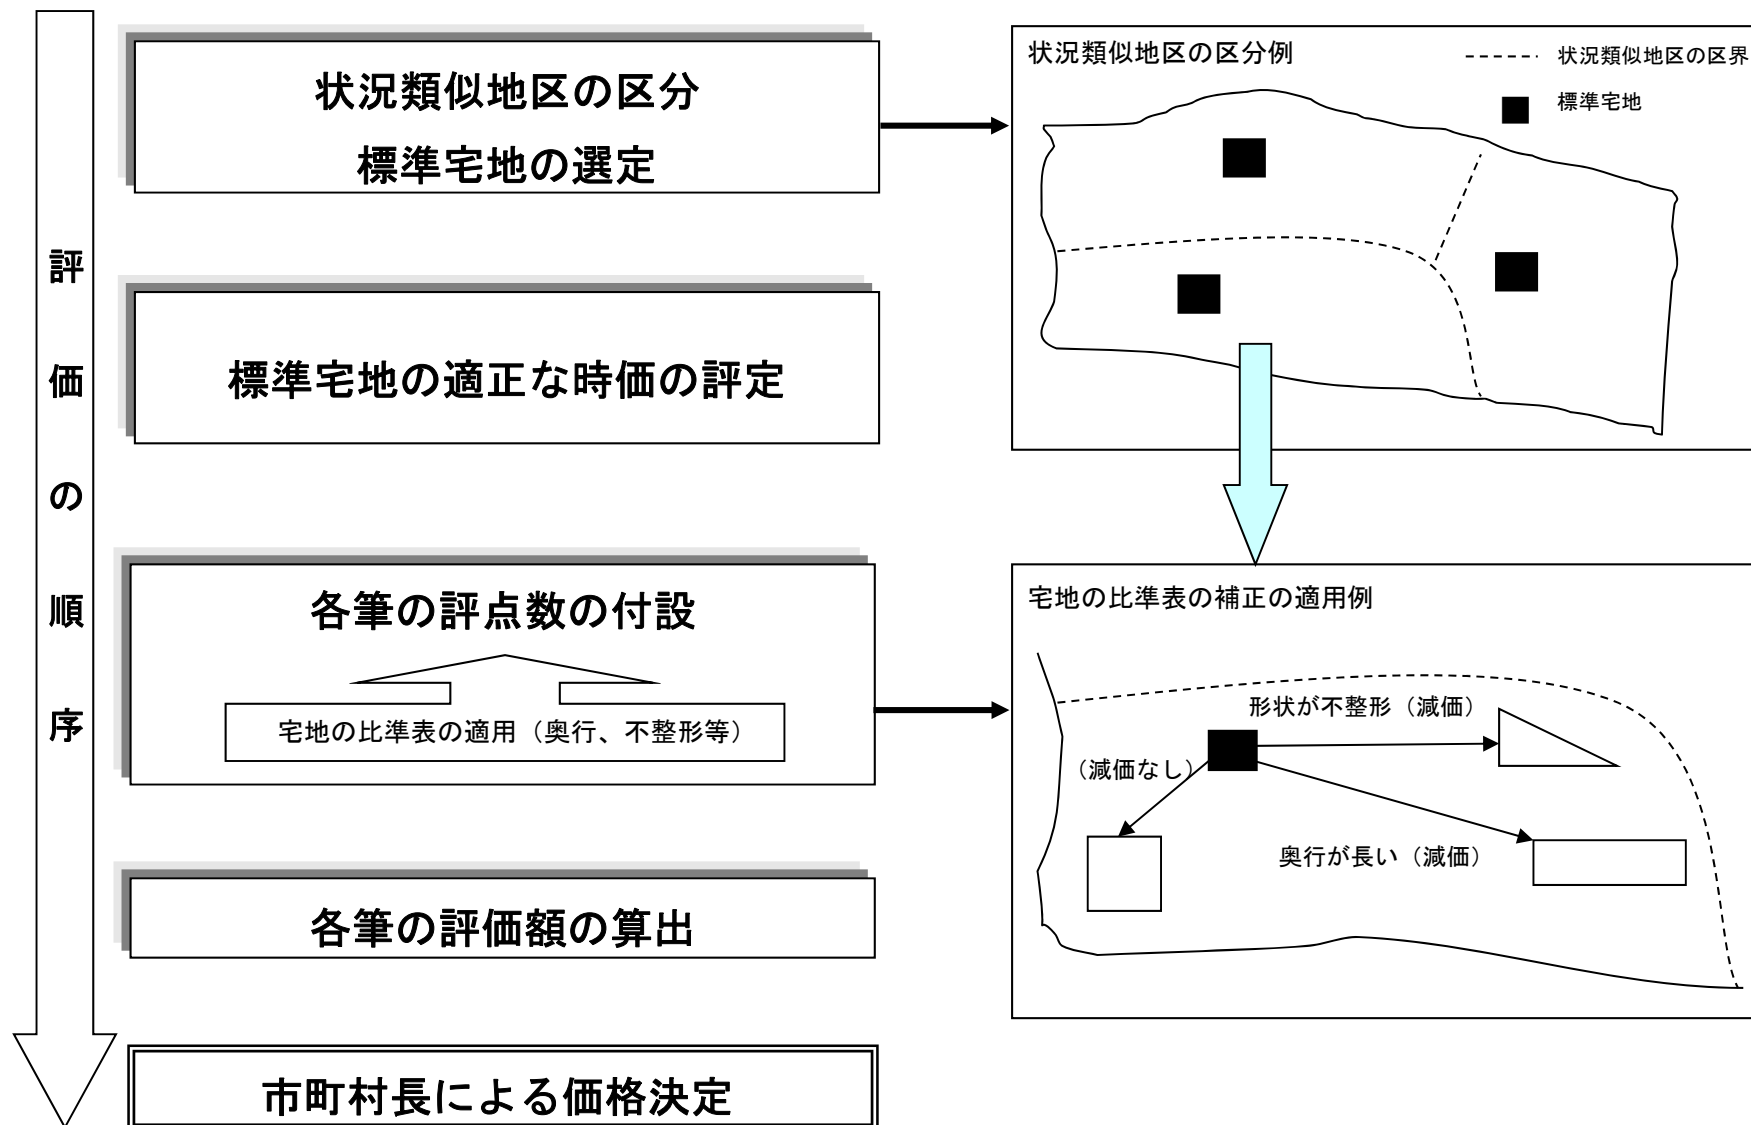 評価の順序
状況類似地区の区分
標準宅地の選定
標準宅地の適正な時価の評定
各筆の評点数の付設
宅地の比準表の適用（奥行、不整形等）
各筆の評価額の算出
市町村長による価格決定
状況類似地区の区分例
状況類似地区の区界
標準宅地
宅地の比準表の補正の適用例
形状が不整形（減価）
（減価なし）
奥行が長い（減価）